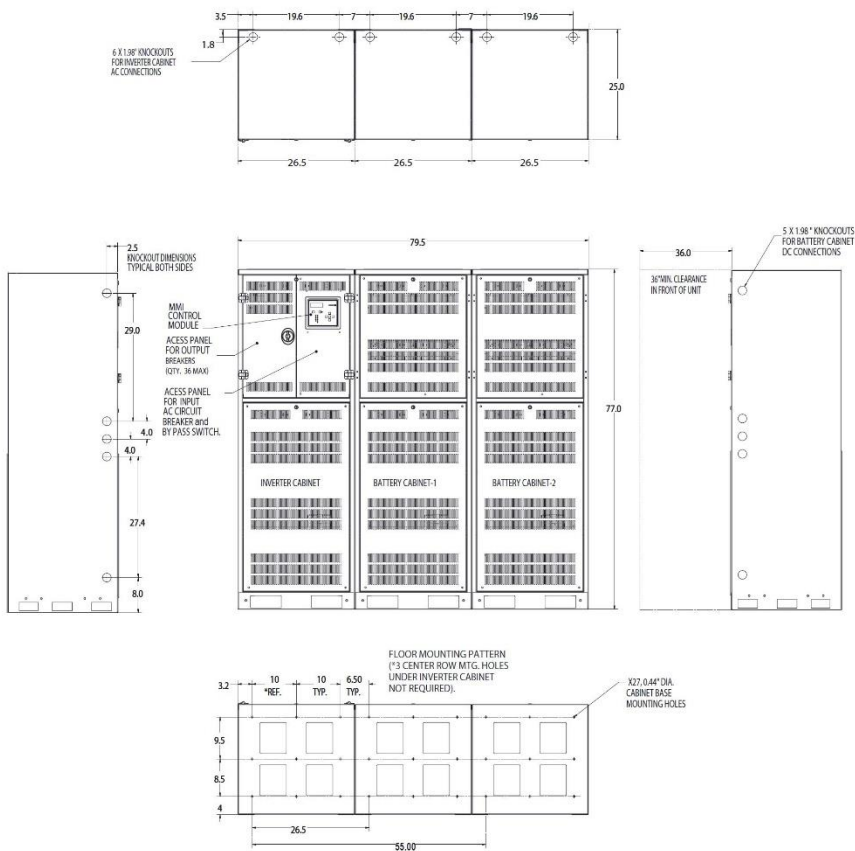 3.5
19.6
7
19.6
7
19.6
1.8
6 X 1.98" KNOCKOUTS
FOR INVERTER CABINET
AC CONNECTIONS
25.0
26.5
26.5
26.5
2.5
KNOCKOUT DIMENSIONS
TYPICAL BOTH SIDES
79.5
36.0
5 X 1.98 " KNOCKOUTS
FOR BATTERY CABINET
DC CONNECTIONS
36"MIN. CLEARANCE
IN FRONT OF UNIT
29.0
MMI
CONTROL
MODULE
ACESS PANEL
FOR OUTPUT
BREAKERS
(QTY. 36 MAX)
ACESS PANEL
FOR INPUT
AC CIRCUIT
BREAKER and
BY PASS SWITCH.
4.0
4.0
77.0
27.4
8.0
INVERTER CABINET
BATTERY CABINET-1
BATTERY CABINET-2
FLOOR MOUNTING PATTERN
(*3 CENTER ROW MTG. HOLES
UNDER INVERTER CABINET
NOT REQUIRED).
3.2
10
*REF.
10
TYP.
6.50
TYP.
X27, 0.44" DIA.
CABINET BASE
MOUNTING HOLES
9.5
8.5
4
26.5
55.00